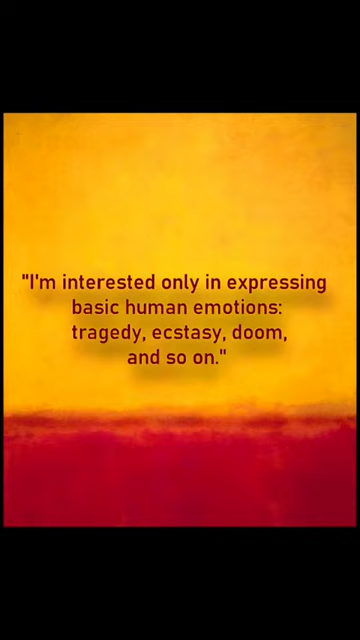 "I'm interested only in expressing
basic human emotions:
tragedy, ecstasy, doom,
and so on."